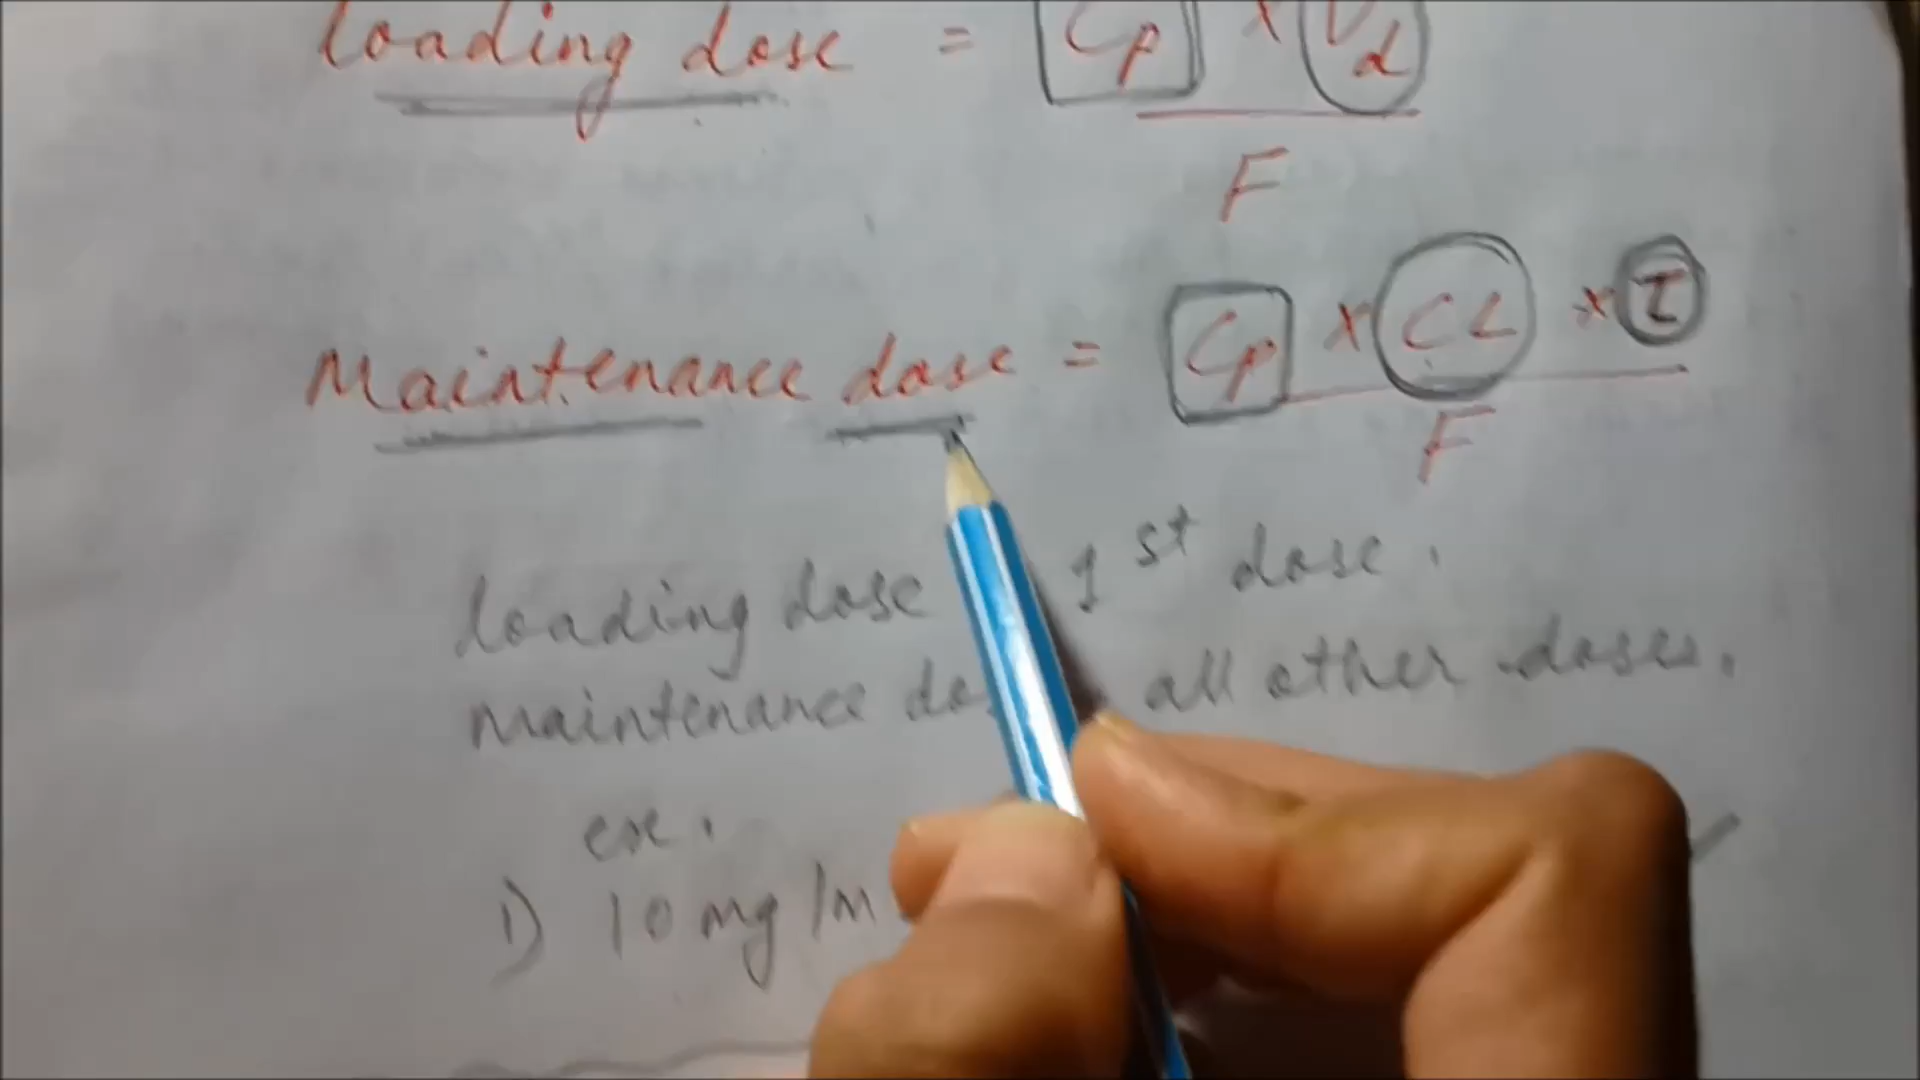 Loading dose = Cp x Vd
F
Maintenance dose = Cp x CL x τ
F
Loading dose 1st dose.
maintenance do all other doses.
ex.
1) 10 mg/m